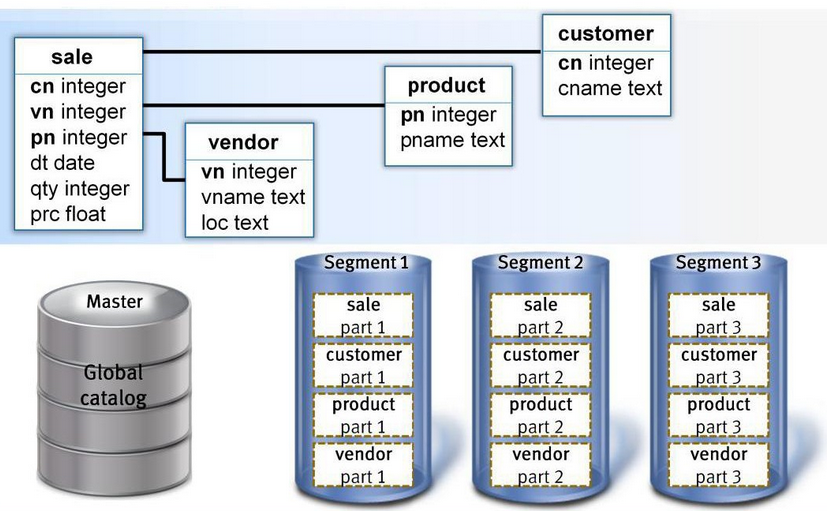 sale
cn integer
vn integer
pn integer
dt date
qty integer
prc float
vendor
vn integer
vname text
loc text
product
pn integer
pname text
customer
cn integer
cname text
Master
Global
catalog
Segment 1
sale
part 1
customer
part 1
product
part 1
vendor
part 1
Segment 2
sale
part 2
customer
part 2
product
part 2
vendor
part 2
Segment 3
sale
part 3
customer
part 3
product
part 3
vendor
part 3